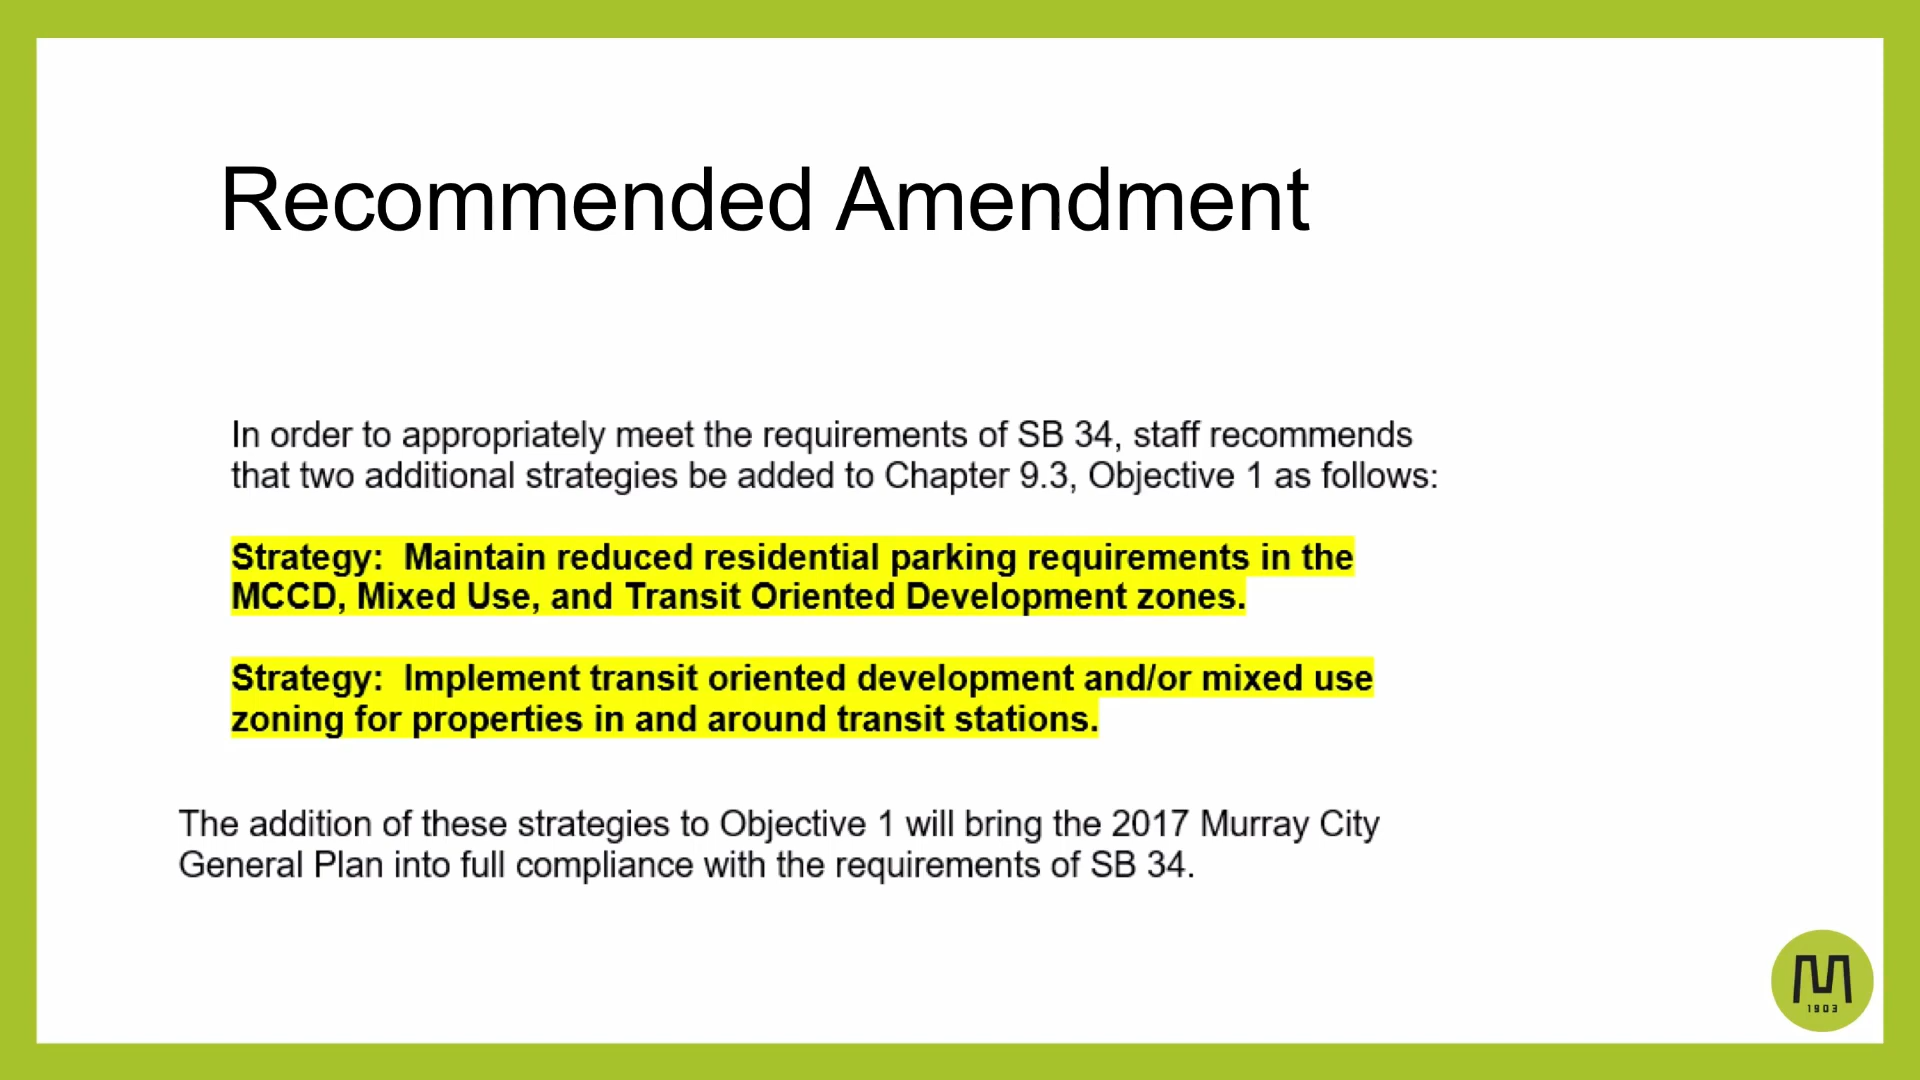 Recommended Amendment
In order to appropriately meet the requirements of SB 34, staff recommends
that two additional strategies be added to Chapter 9.3, Objective 1 as follows:
Strategy:  Maintain reduced residential parking requirements in the
MCCD, Mixed Use, and Transit Oriented Development zones.
Strategy:  Implement transit oriented development and/or mixed use
zoning for properties in and around transit stations.
The addition of these strategies to Objective 1 will bring the 2017 Murray City
General Plan into full compliance with the requirements of SB 34.
M
1903